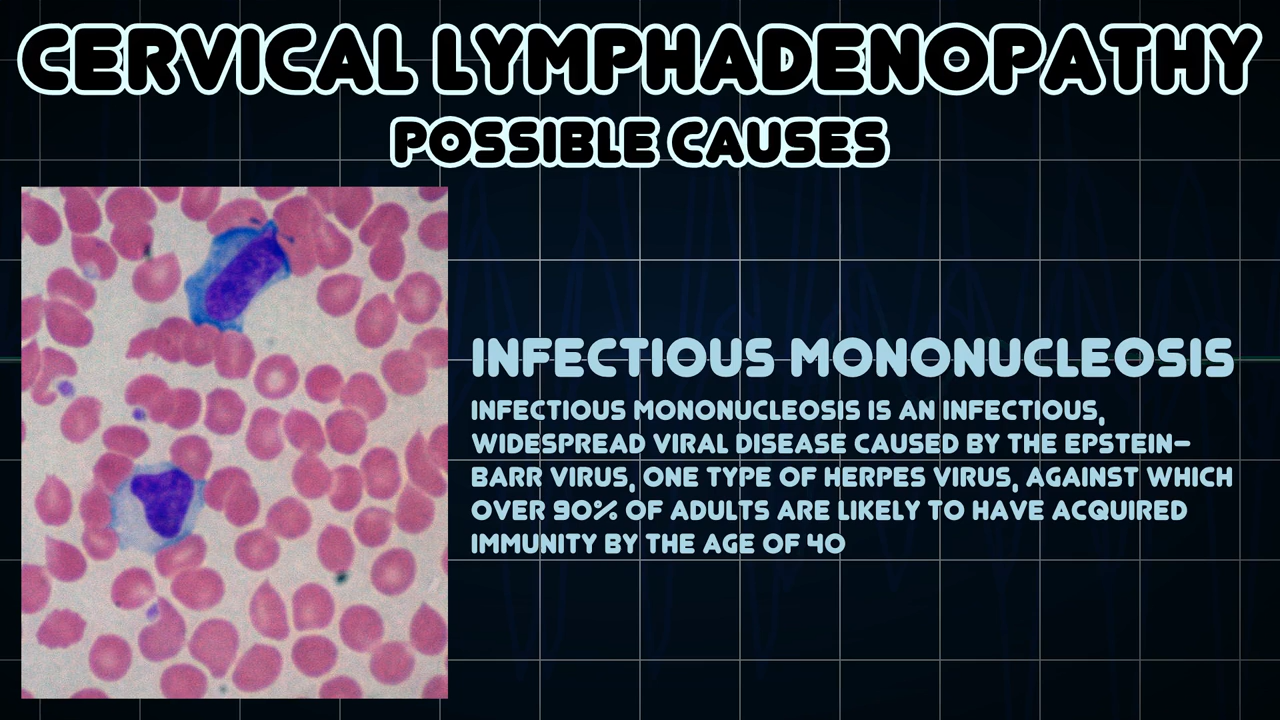 CERVICAL LYMPHADENOPATHY
POSSIBLE CAUSES
INFECTIOUS MONONUCLEOSIS
INFECTIOUS MONONUCLEOSIS IS AN INFECTIOUS,
WIDESPREAD VIRAL DISEASE CAUSED BY THE EPSTEIN-
BARR VIRUS, ONE TYPE OF HERPES VIRUS, AGAINST WHICH
OVER 90% OF ADULTS ARE LIKELY TO HAVE ACQUIRED
IMMUNITY BY THE AGE OF 40